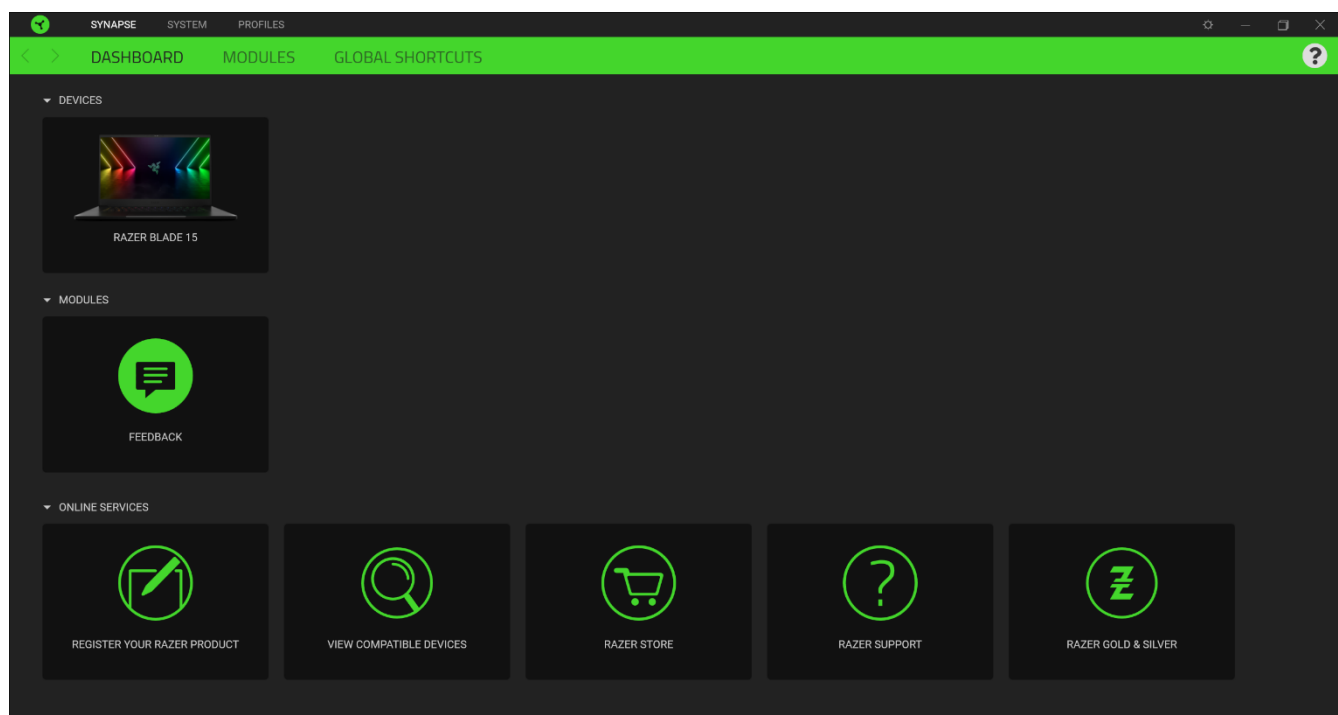 SYNAPSE SYSTEM PROFILES
DASHBOARD MODULES GLOBAL SHORTCUTS
?
DEVICES
RAZER BLADE 15
MODULES
FEEDBACK
ONLINE SERVICES
REGISTER YOUR RAZER PRODUCT
VIEW COMPATIBLE DEVICES
RAZER STORE
RAZER SUPPORT
RAZER GOLD & SILVER